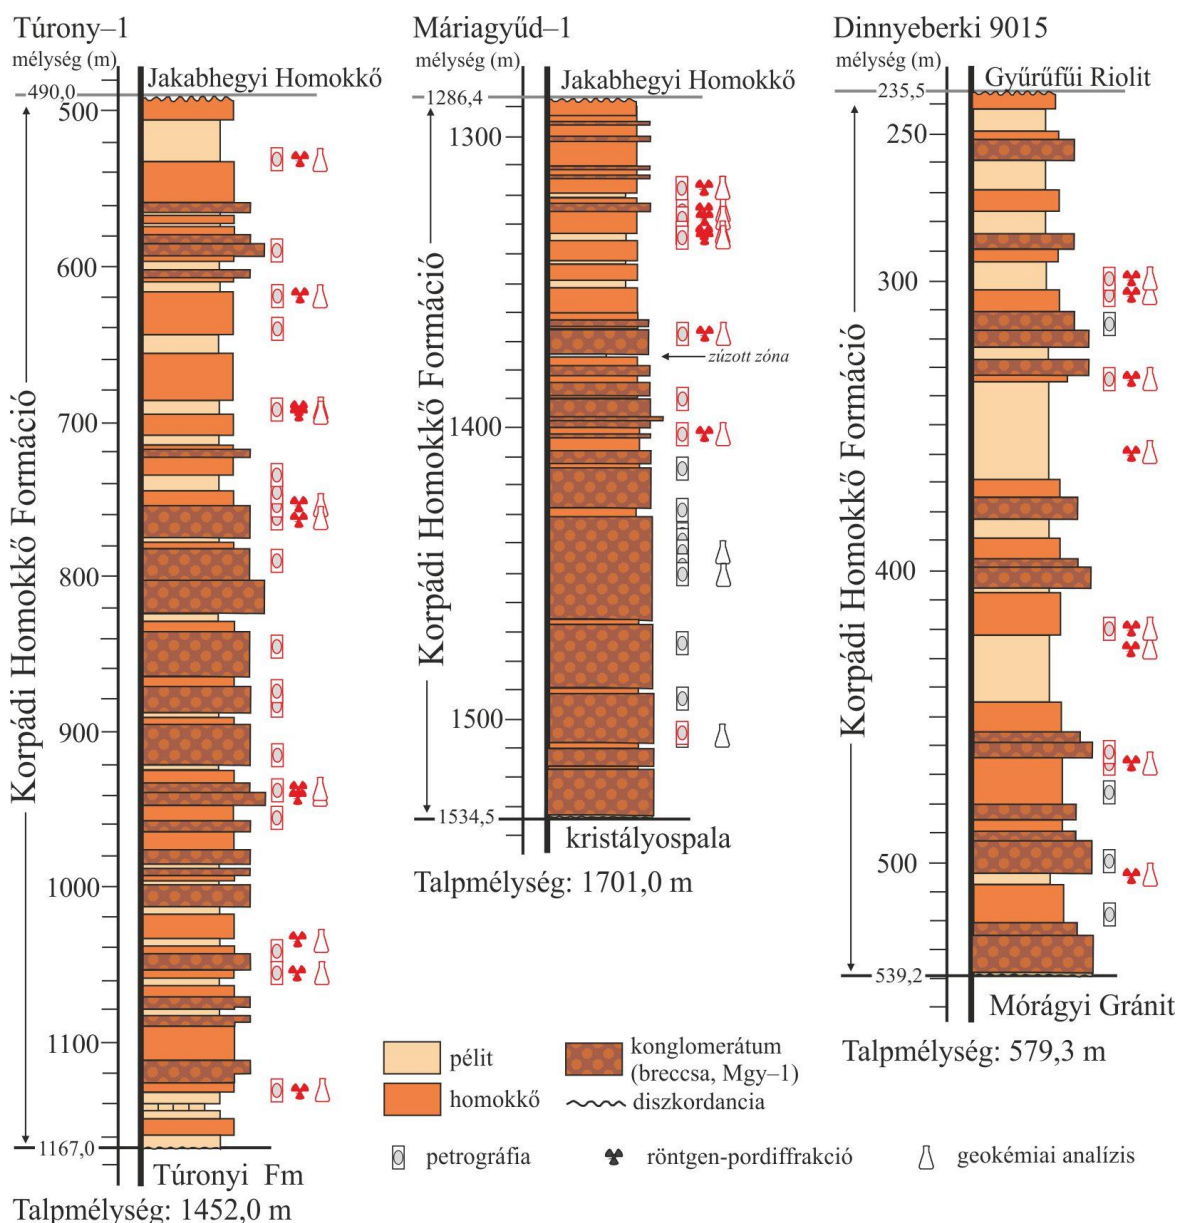 Túrony–1
mélység (m)
Jakabhegyi Homokkő
490,0
500
600
700
800
900
1000
1100
1167,0
Korpádi Homokkő Formáció
Túronyi Fm
Talpmélység: 1452,0 m
Máriagyűd–1
mélység (m)
Jakabhegyi Homokkő
1286,4
1300
1400
1500
1534,5
Korpádi Homokkő Formáció
zúzott zóna
kristályospala
Talpmélység: 1701,0 m
Dinnyeberki 9015
mélység (m)
Gyűrűfűi Riolit
235,5
250
300
400
500
539,2
Korpádi Homokkő Formáció
Mórágyi Gránit
Talpmélység: 579,3 m
pélit
homokkő
konglomerátum
(breccsa, Mgy–1)
diszkordancia
petrográfia
röntgen-pordiffrakció
geokémiai analízis